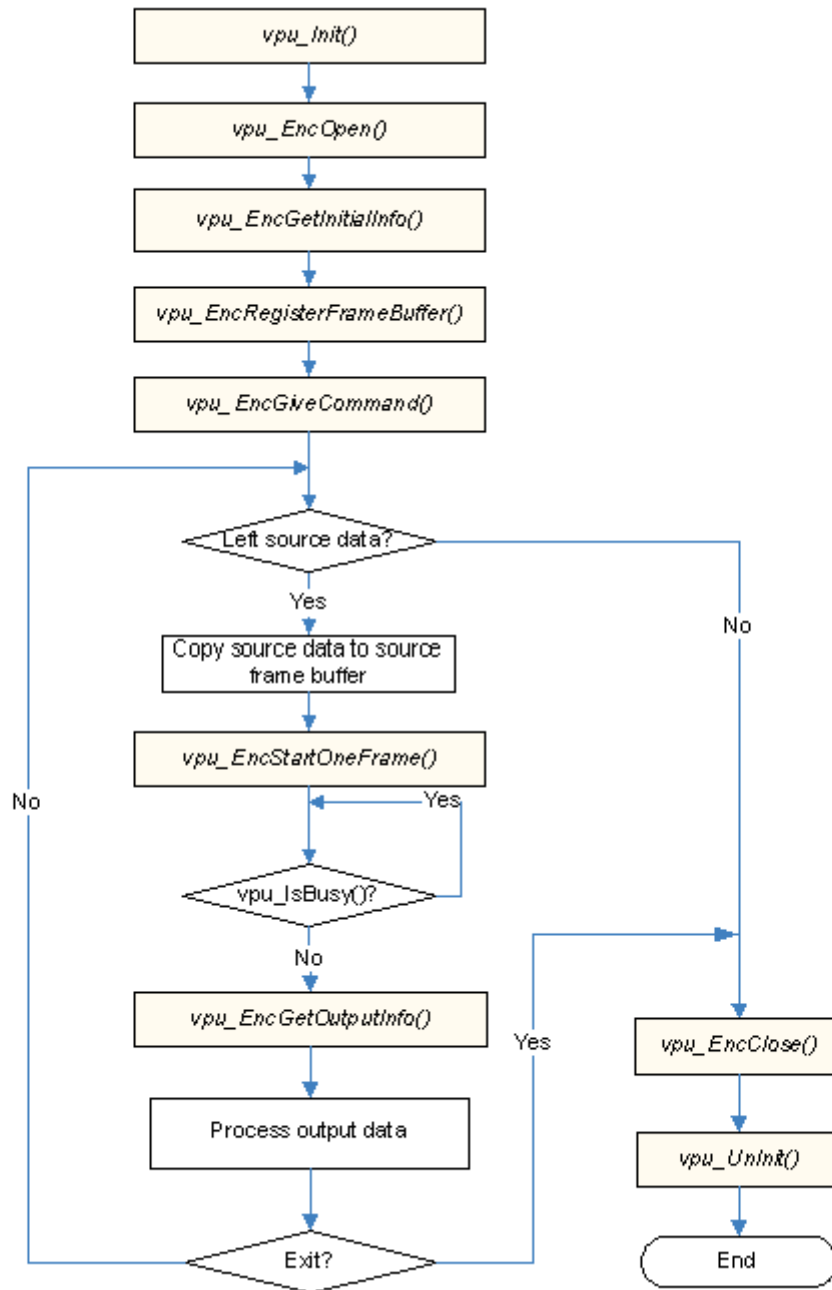 vpu_Init()
vpu_EncOpen()
vpu_EncGetInitialInfo()
vpu_EncRegisterFrameBuffer()
vpu_EncGiveCommand()
Left source data?
Yes
No
Copy source data to source
frame buffer
vpu_EncStartOneFrame()
No
Yes
vpu_IsBusy()?
No
vpu_EncGetOutputInfo()
Yes
vpu_EncClose()
Process output data
vpu_UnInit()
Exit?
End